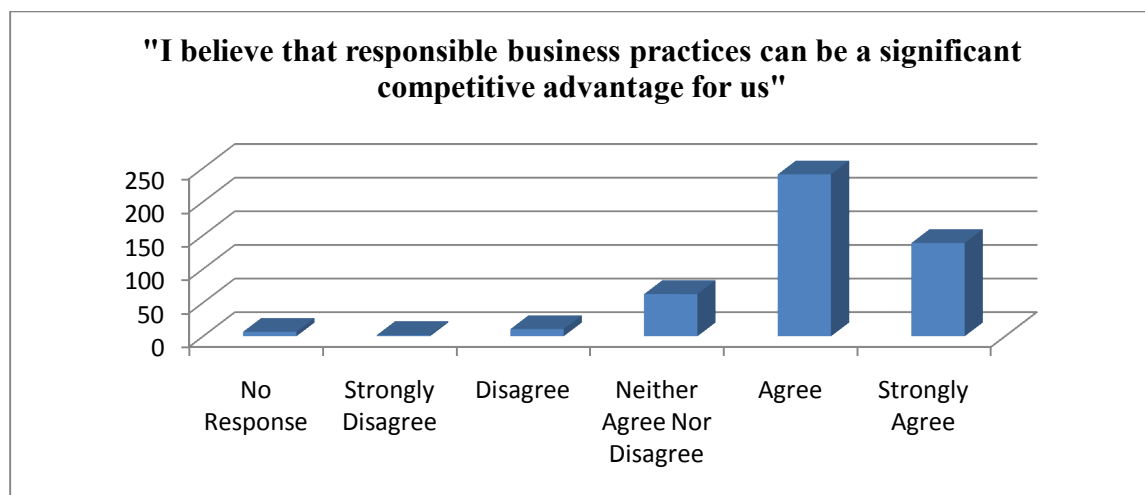 "I believe that responsible business practices can be a significant
competitive advantage for us"
250
200
150
100
50
0
No
Response
Strongly
Disagree
Disagree
Neither
Agree Nor
Disagree
Agree
Strongly
Agree